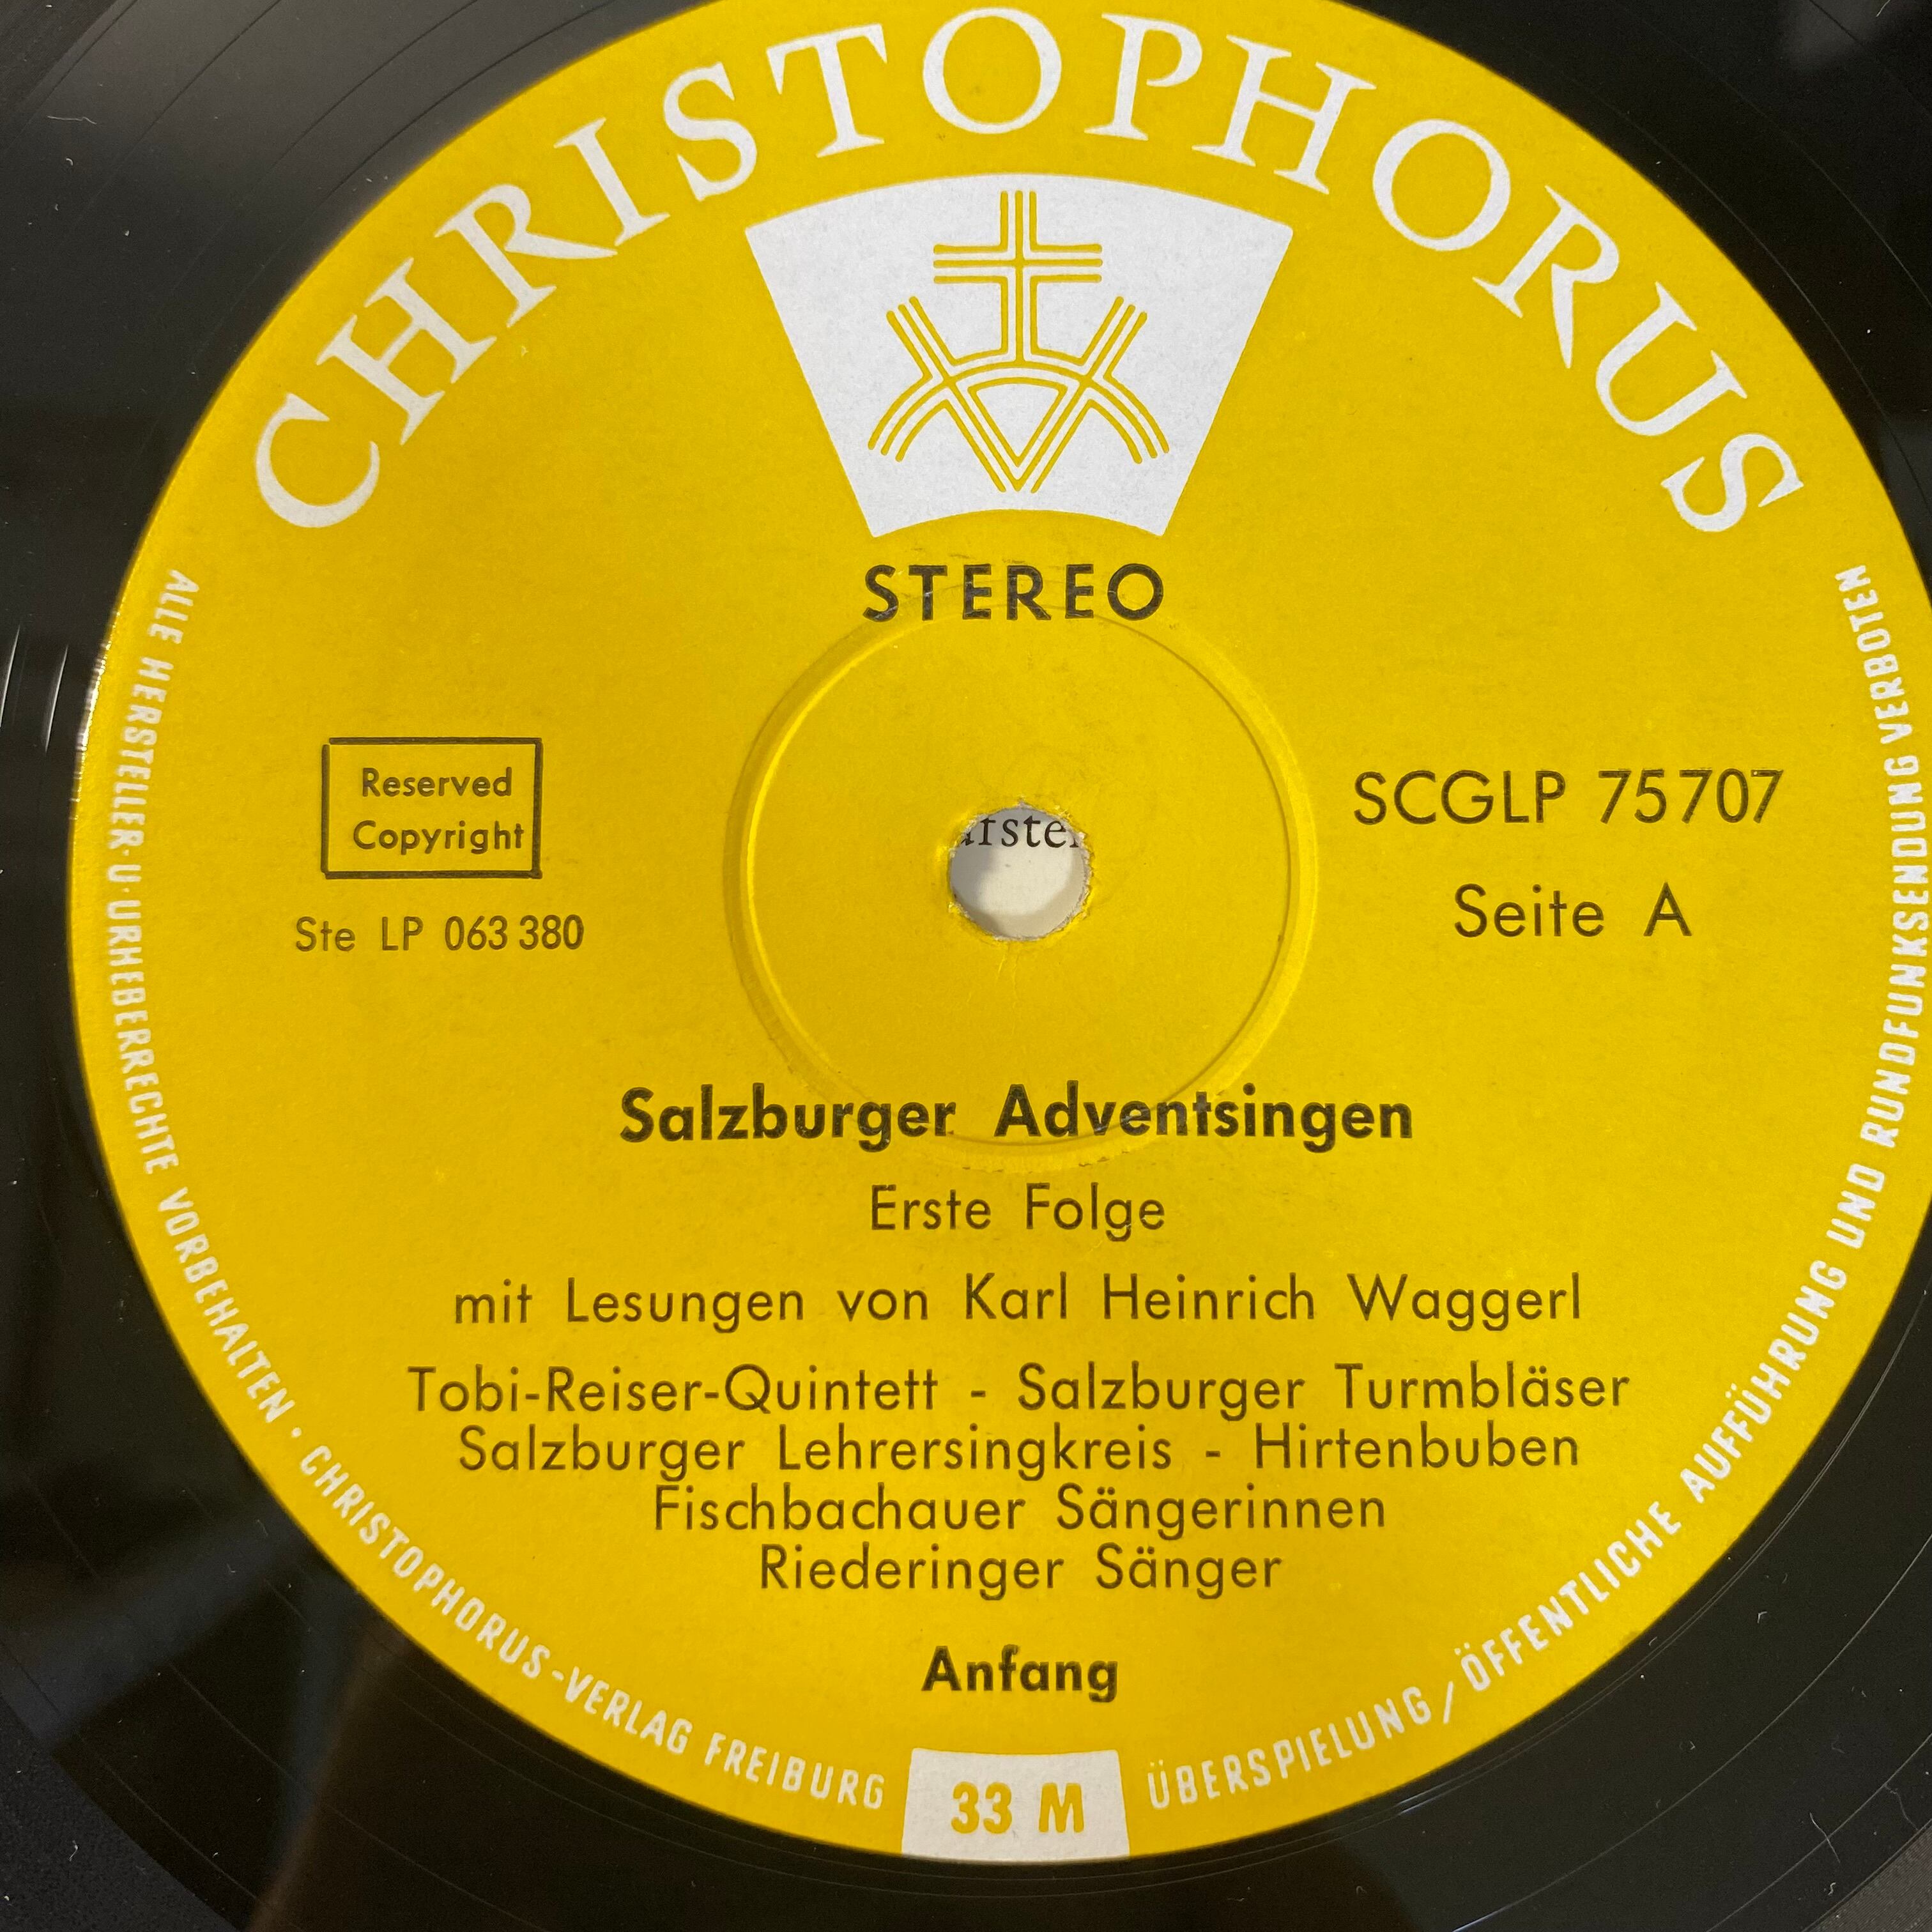 CHRISTOPHORUS
STEREO
Reserved
Copyright
Ste LP 063 380
SCGLP 75707
Seite A
Salzburger Adventsingen
Erste Folge
mit Lesungen von Karl Heinrich Waggerl
Tobi-Reiser-Quintett - Salzburger Turmbläser
Salzburger Lehrersingkreis - Hirtenbuben
Fischbachauer Sängerinnen
Riederinger Sänger
Anfang
33 M
ALLE HERSTELLER-U-URHEBERRECHTE VORBEHALTEN · CHRISTOPHORUS-VERLAG FREIBURG
ÜBERSPIELUNG/ÖFFENTLICHE AUFFÜHRUNG UND RUNDFUNKSENDUNG VERBOTEN